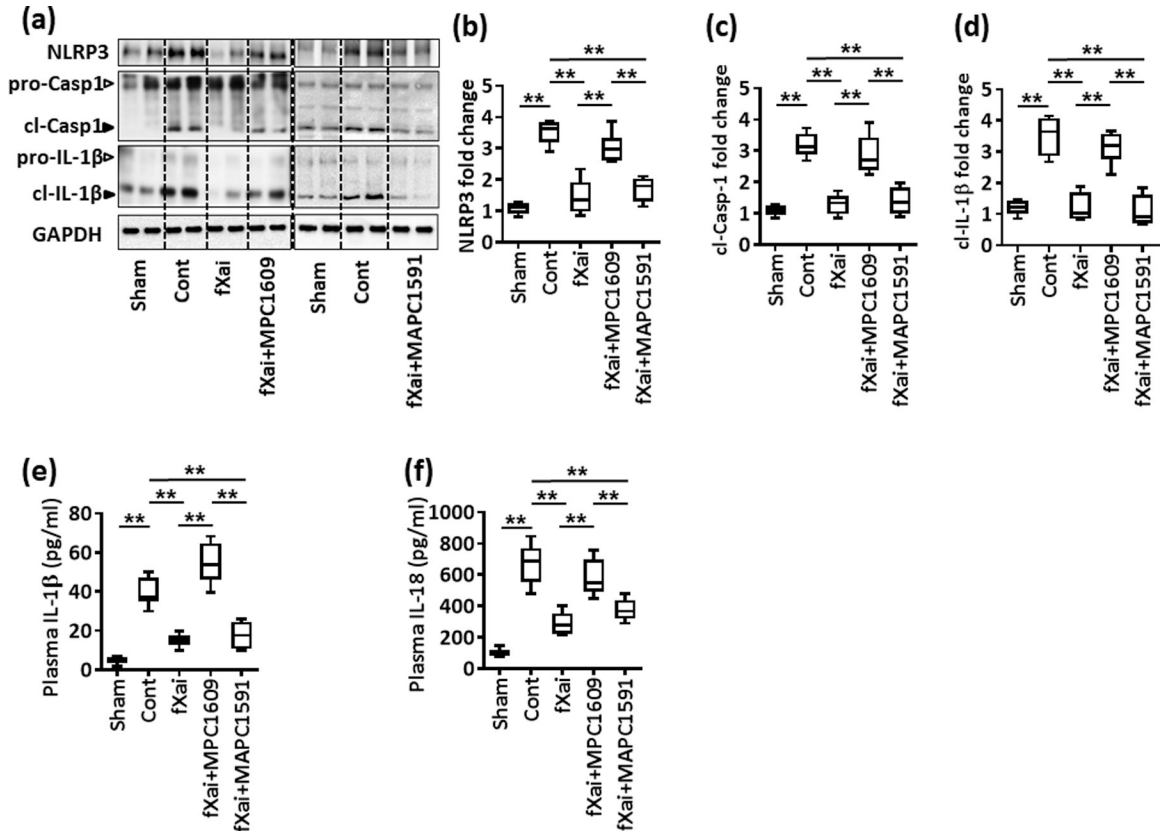 (a)
NLRP3
pro-Casp1
cl-Casp1
pro-IL-1β
cl-IL-1β
GAPDH
Sham
Cont
fXai
fXai+MPC1609
Sham
Cont
fXai+MAPC1591
(b)
NLRP3 fold change
5
4
3
2
1
0
**
**
**
**
**
Sham
Cont
fXai
fXai+MPC1609
fXai+MAPC1591
(c)
cl-Casp-1 fold change
5
4
3
2
1
0
**
**
**
**
**
Sham
Cont
fXai
fXai+MPC1609
fXai+MAPC1591
(d)
cl-IL-1β fold change
5
4
3
2
1
0
**
**
**
**
**
Sham
Cont
fXai
fXai+MPC1609
fXai+MAPC1591
(e)
Plasma IL-1β (pg/ml)
80
60
40
20
0
**
**
**
**
**
Sham
Cont
fXai
fXai+MPC1609
fXai+MAPC1591
(f)
Plasma IL-18 (pg/ml)
1000
800
600
400
200
0
**
**
**
**
**
Sham
Cont
fXai
fXai+MPC1609
fXai+MAPC1591